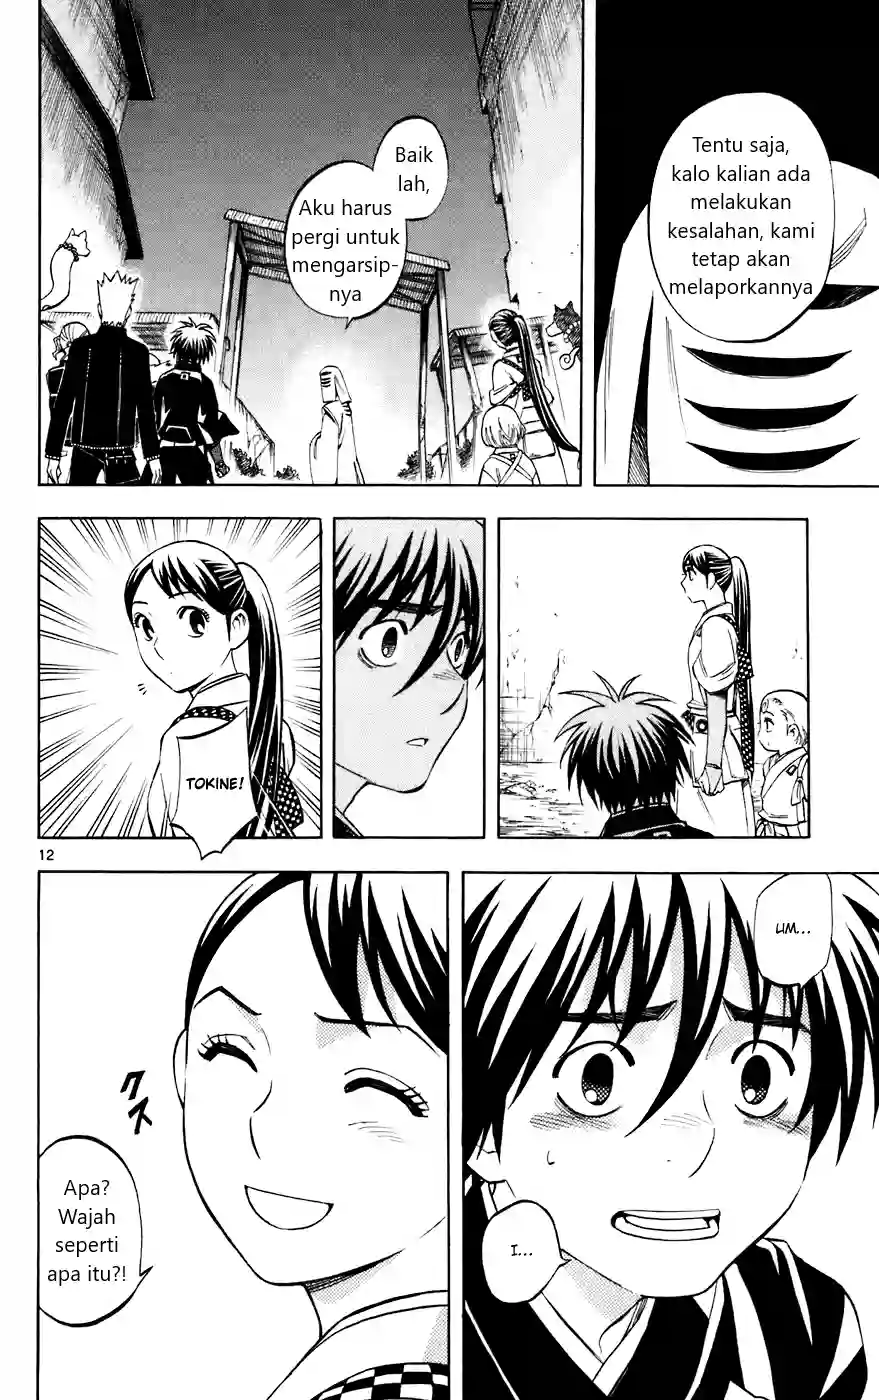 Tentu saja,
kalo kalian ada
melakukan
kesalahan, kami
tetap akan
melaporkannya
Baik
lah,
Aku harus
pergi untuk
mengarsip-
nya
TOKINE!
12
UM...
I...
クス
Apa?
Wajah
seperti
apa itu?!